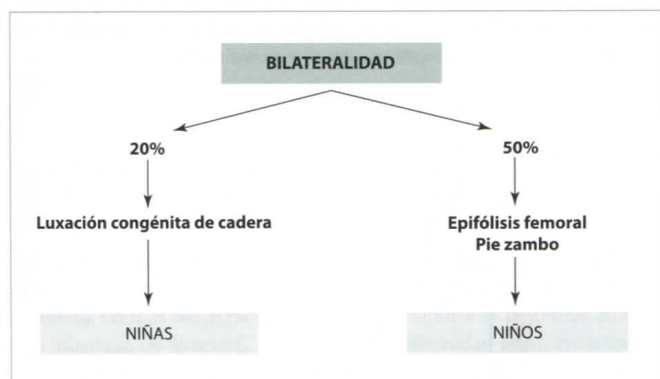 BILATERALIDAD
20%
50%
Luxación congénita de cadera
Epifólisis femoral
Pie zambo
NIÑAS
NIÑOS